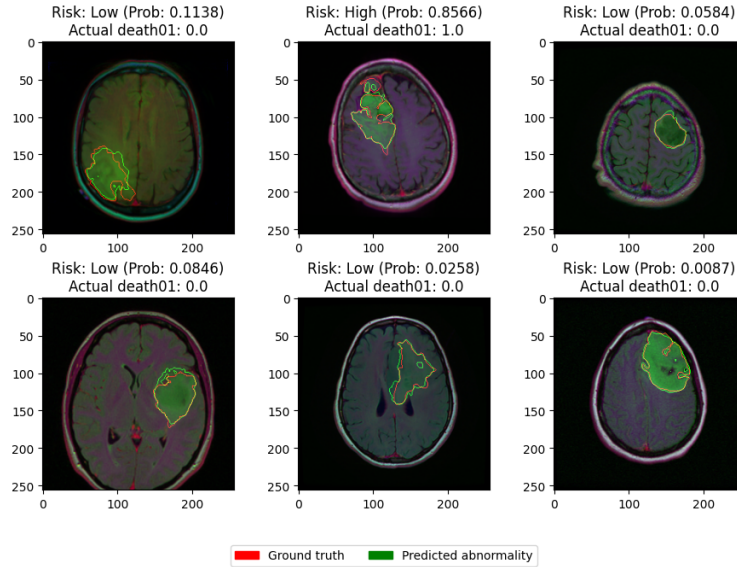 Risk: Low (Prob: 0.1138)
Actual death01: 0.0
Risk: High (Prob: 0.8566)
Actual death01: 1.0
Risk: Low (Prob: 0.0584)
Actual death01: 0.0
0
50
100
150
200
250
0 100 200
0
50
100
150
200
250
0 100 200
0
50
100
150
200
250
0 100 200
Risk: Low (Prob: 0.0846)
Actual death01: 0.0
Risk: Low (Prob: 0.0258)
Actual death01: 0.0
Risk: Low (Prob: 0.0087)
Actual death01: 0.0
0
50
100
150
200
250
0 100 200
0
50
100
150
200
250
0 100 200
0
50
100
150
200
250
0 100 200
Ground truth
Predicted abnormality